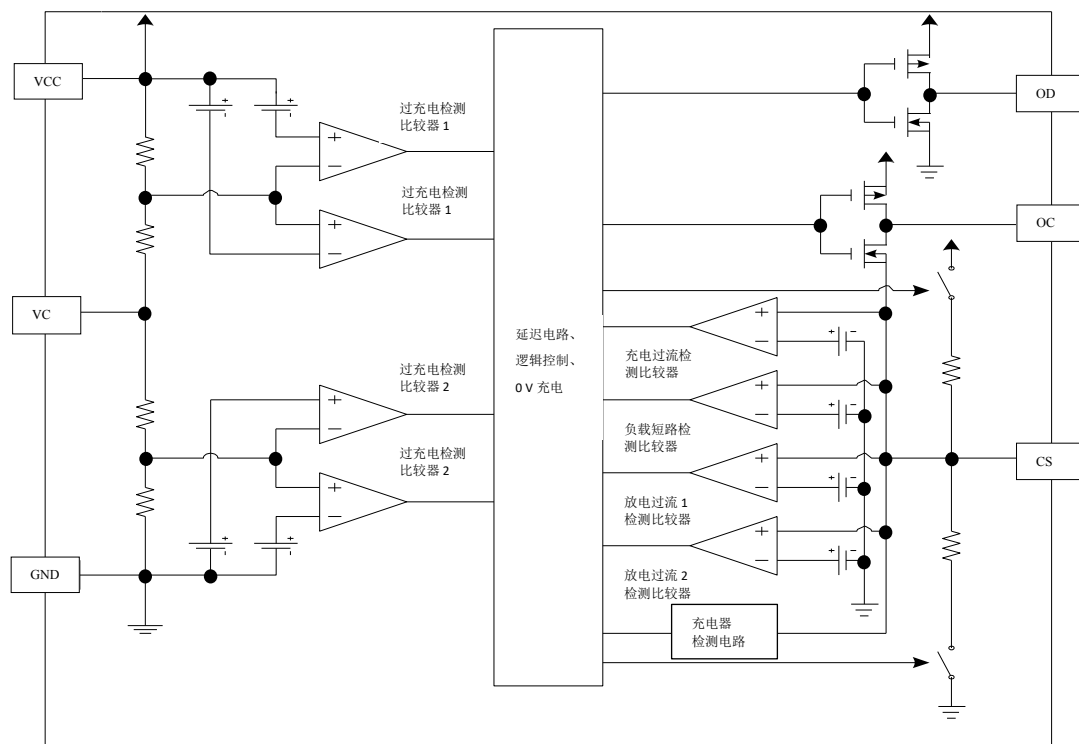 VCC
过充电检测
比较器 1
过充电检测
比较器 1
VC
过充电检测
比较器 2
过充电检测
比较器 2
GND
延迟电路、
逻辑控制、
0 V 充电
OD
OC
充电过流检
测比较器
负载短路检
测比较器
放电过流 1
检测比较器
放电过流 2
检测比较器
充电器
检测电路
CS